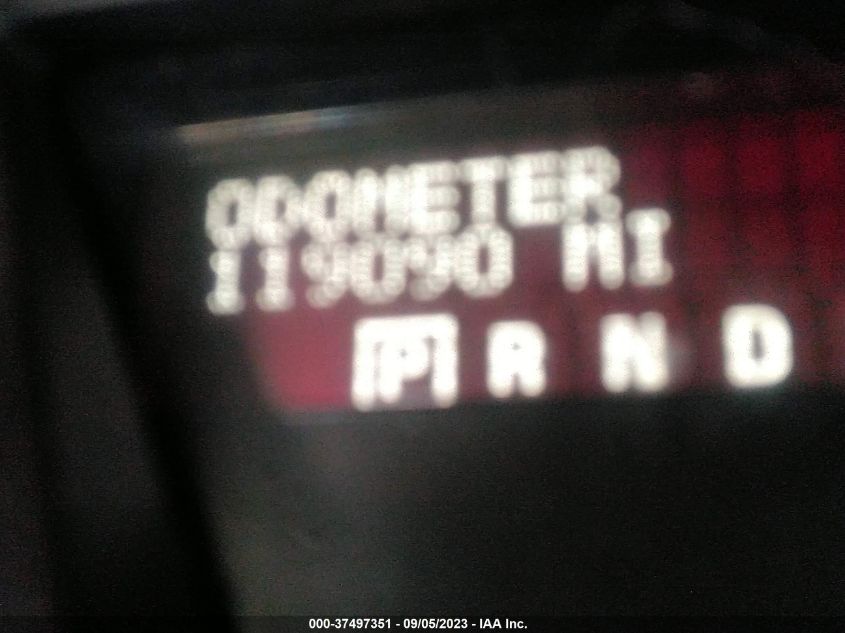 ODOMETER
119090 MI
[P] R N D
000-37497351 - 09/05/2023 - IAA Inc.